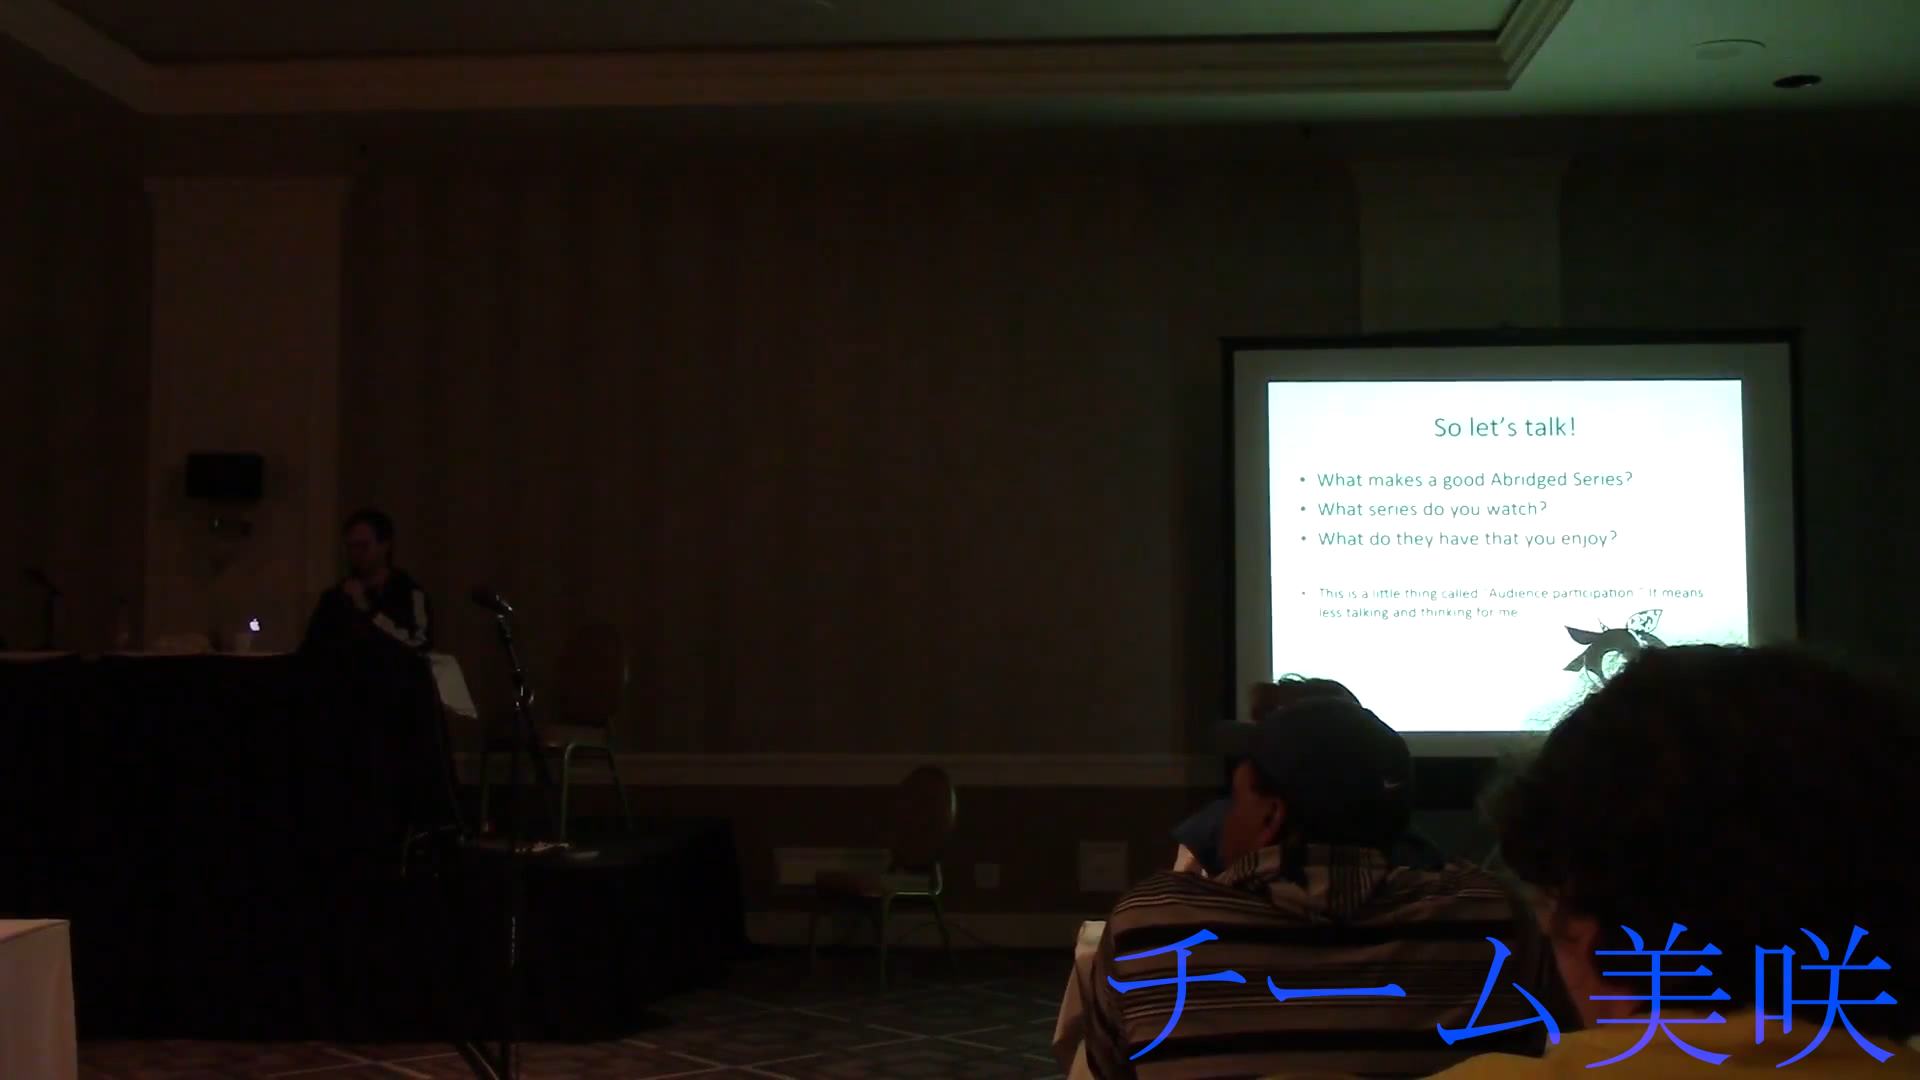 So let's talk!
• What makes a good Abridged Series?
• What series do you watch?
• What do they have that you enjoy?
• This is a little thing called "Audience participation." It means
less talking and thinking for me
チーム美咲